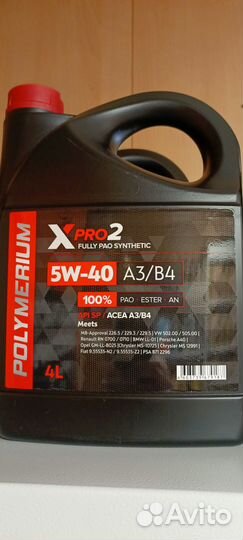 POLYMERIUM
4L
XPRO2
FULLY PAO SYNTHETIC
5W-40 A3/B4
100% PAO · ESTER · AN
API SP / ACEA A3/B4
Meets
MB-Approval 226.5 / 229.3 / 229.5 | VW 502.00 / 505.00 |
Renault RN 0700 / 0710 | BMW LL-01 | Porsche A40 |
Opel GM-LL-B025 |Chrysler MS-10725 | Chrysler MS 12991 |
Fiat 9.55535-N2 / 9.55535-Z2 | PSA B71 2296
Avito